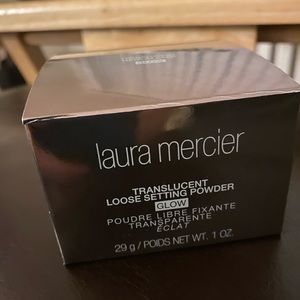 laura mercier
TRANSLUCENT
LOOSE SETTING POWDER
GLOW
POUDRE LIBRE FIXANTE
TRANSPARENTE
ÉCLAT
29 g / POIDS NET WT. 1 OZ.